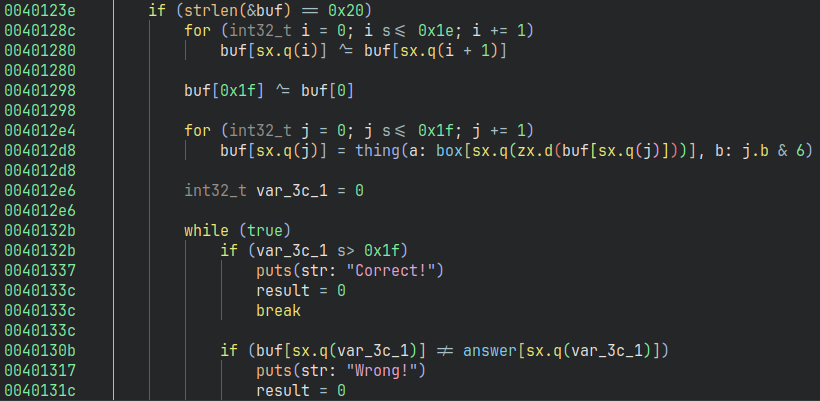 0040123e if (strlen(&buf) == 0x20)
0040128c for (int32_t i = 0; i s<= 0x1e; i += 1)
00401280 buf[sx.q(i)] ^= buf[sx.q(i + 1)]
00401280
00401298 buf[0x1f] ^= buf[0]
00401298
004012e4 for (int32_t j = 0; j s<= 0x1f; j += 1)
004012d8 buf[sx.q(j)] = thing(a: box[sx.q(zx.d(buf[sx.q(j)]))], b: j.b & 6)
004012d8
004012e6 int32_t var_3c_1 = 0
004012e6
0040132b while (true)
0040132b if (var_3c_1 s> 0x1f)
00401337 puts(str: "Correct!")
0040133c result = 0
0040133c break
0040133c
0040130b if (buf[sx.q(var_3c_1)] != answer[sx.q(var_3c_1)])
00401317 puts(str: "Wrong!")
0040131c result = 0